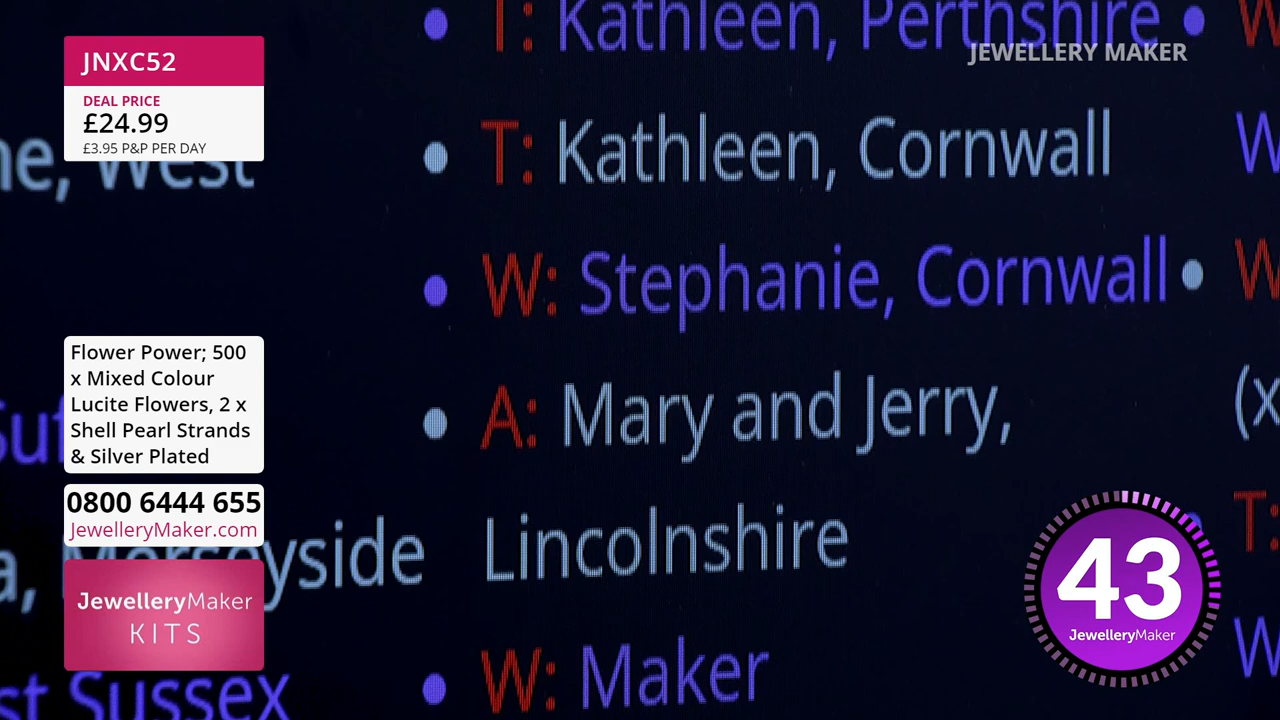 JNXC52
DEAL PRICE
£24.99
£3.95 P&P PER DAY
JEWELLERY MAKER
T: Kathleen, Perthshire
T: Kathleen, Cornwall
W: Stephanie, Cornwall
A: Mary and Jerry,
Lincolnshire
W: Maker
West
Merseyside
Sussex
Flower Power; 500
x Mixed Colour
Lucite Flowers, 2 x
Shell Pearl Strands
& Silver Plated
0800 6444 655
JewelleryMaker.com
JewelleryMaker
KITS
43
JewelleryMaker